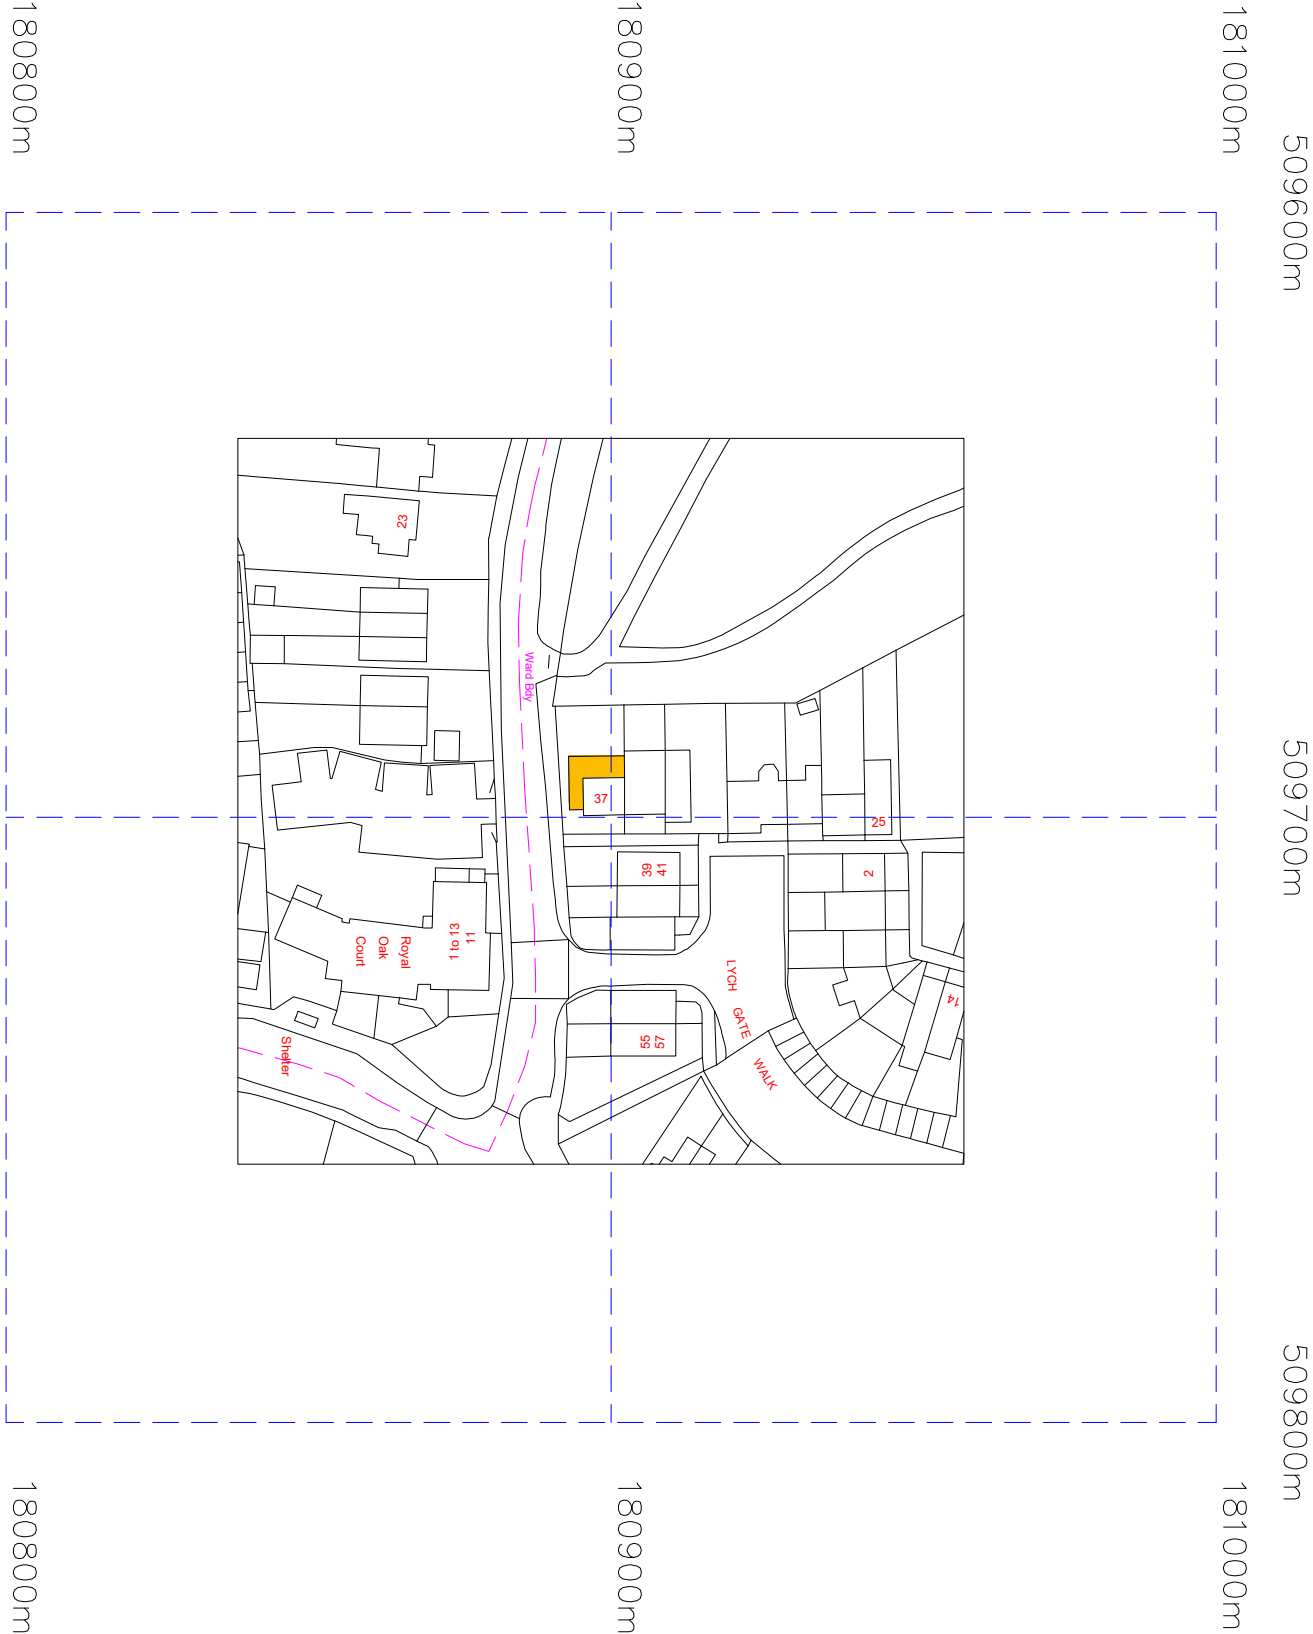 180800m
180900m
181000m
509600m
509700m
509800m
180800m
180900m
181000m
23
Ward Bdy
37
25
39
41
2
1 to 13
11
Royal
Oak
Court
LYCH GATE WALK
14
55
57
Shelter